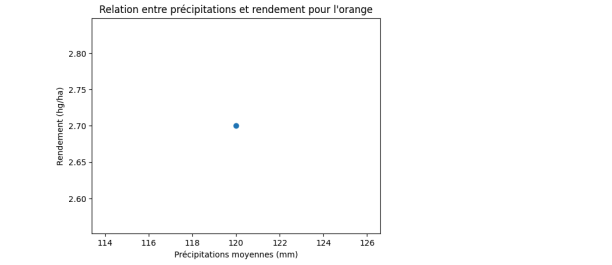 Relation entre précipitations et rendement pour l'orange
2.80
2.75
2.70
2.65
2.60
Rendement (hg/ha)
114 116 118 120 122 124 126
Précipitations moyennes (mm)